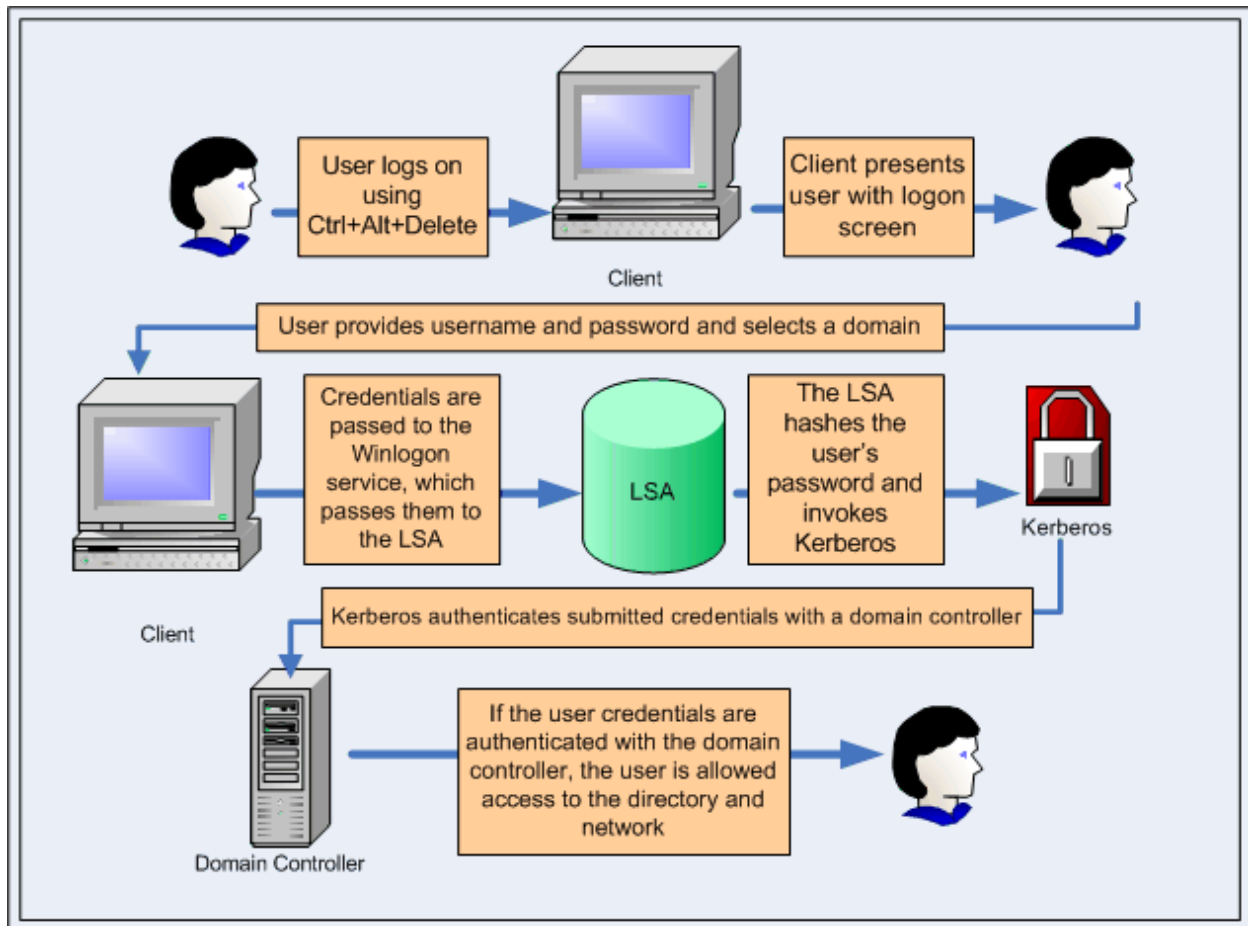 User logs on
using
Ctrl+Alt+Delete
Client
Client presents
user with logon
screen
User provides username and password and selects a domain
Client
Credentials are
passed to the
Winlogon
service, which
passes them to
the LSA
LSA
The LSA
hashes the
user's
password and
invokes
Kerberos
Kerberos
Kerberos authenticates submitted credentials with a domain controller
Domain Controller
If the user credentials are
authenticated with the domain
controller, the user is allowed
access to the directory and
network